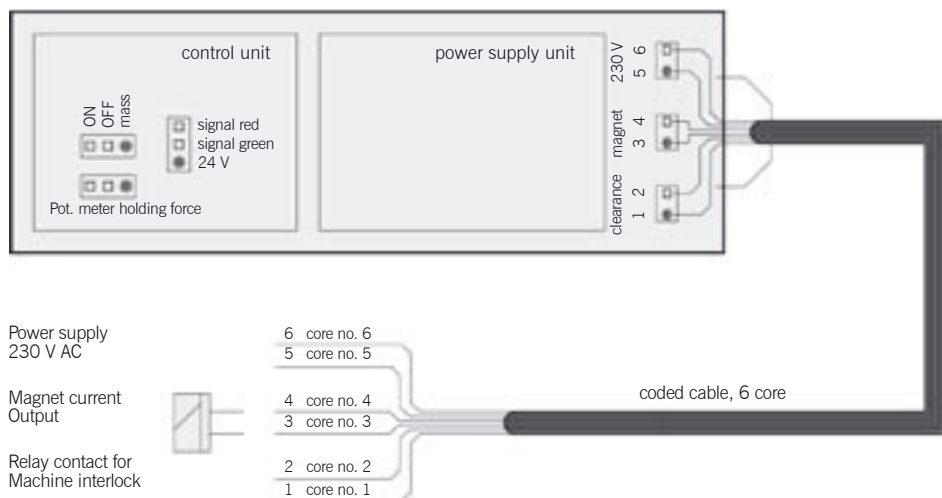 control unit
power supply unit
230 V
6
5
ON
OFF
mass
signal red
signal green
24 V
magnet
4
3
Pot. meter holding force
clearance
2
1
Power supply
230 V AC
6 core no. 6
5 core no. 5
Magnet current
Output
4 core no. 4
3 core no. 3
coded cable, 6 core
Relay contact for
Machine interlock
2 core no. 2
1 core no. 1